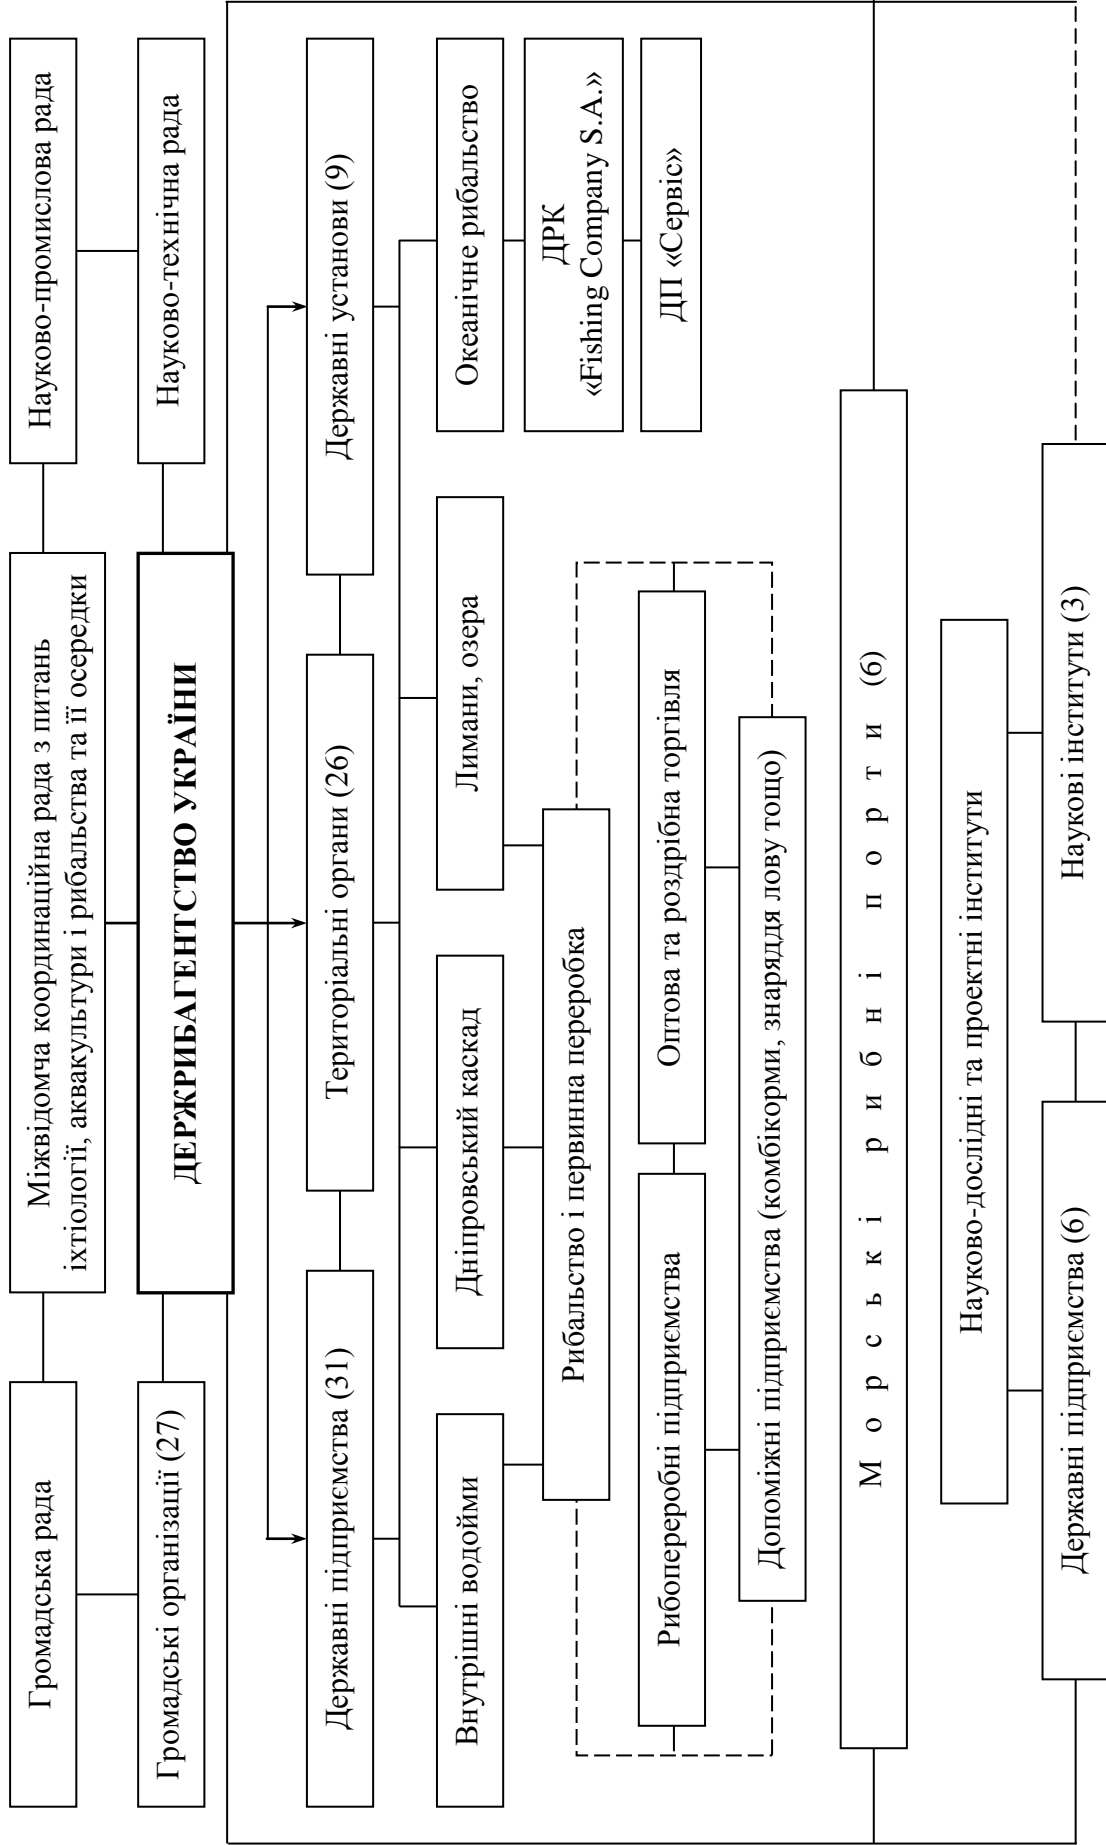 Громадська рада
Міжвідомча координаційна рада з питань
іхтіології, аквакультури і рибальства та її осередки
Науково-промислова рада
Громадські організації (27)
ДЕРЖРИБАГЕНТСТВО УКРАЇНИ
Науково-технічна рада
Державні підприємства (31)
Територіальні органи (26)
Державні установи (9)
Внутрішні водойми
Дніпровський каскад
Лимани, озера
Океанічне рибальство
Рибальство і первинна переробка
ДРК
«Fishing Company S.A.»
Рибопереробні підприємства
Оптова та роздрібна торгівля
ДП «Сервіс»
Допоміжні підприємства (комбікорми, знаряддя лову тощо)
Морські рибні порти (6)
Науково-дослідні та проектні інститути
Державні підприємства (6)
Наукові інститути (3)